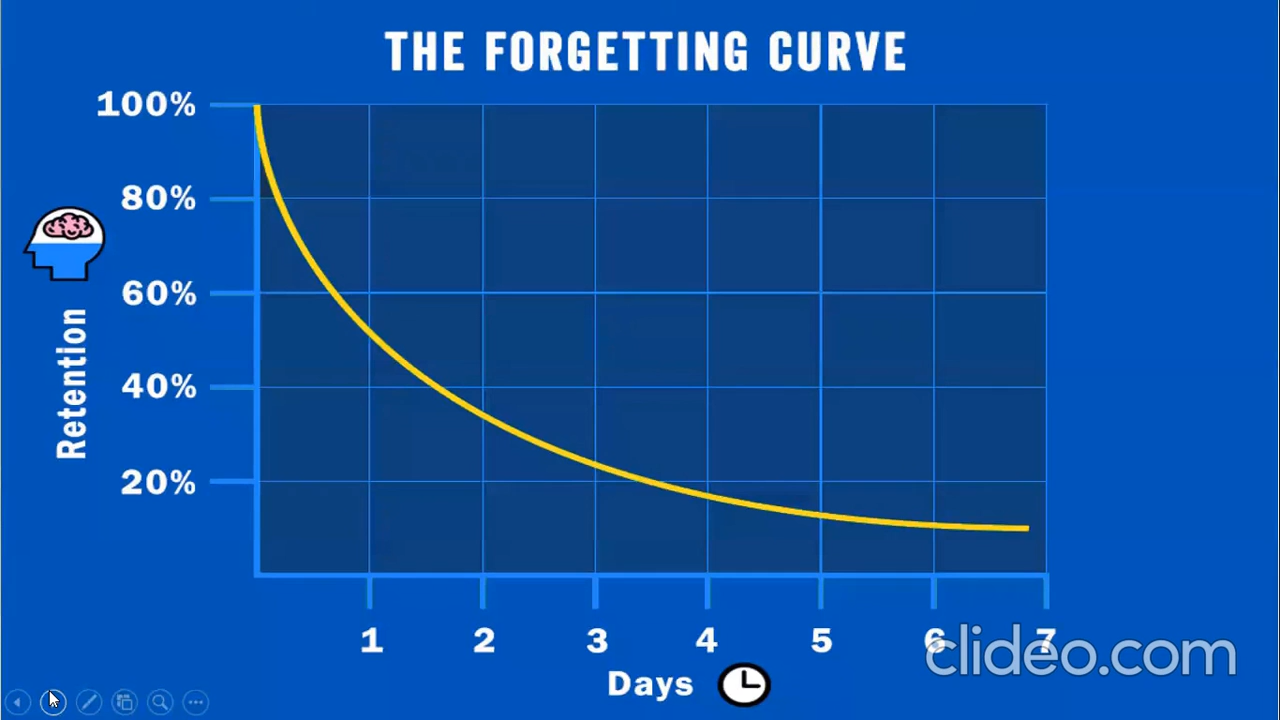 THE FORGETTING CURVE
100%
80%
60%
40%
20%
Retention
1 2 3 4 5 6 7
Days
clideo.com